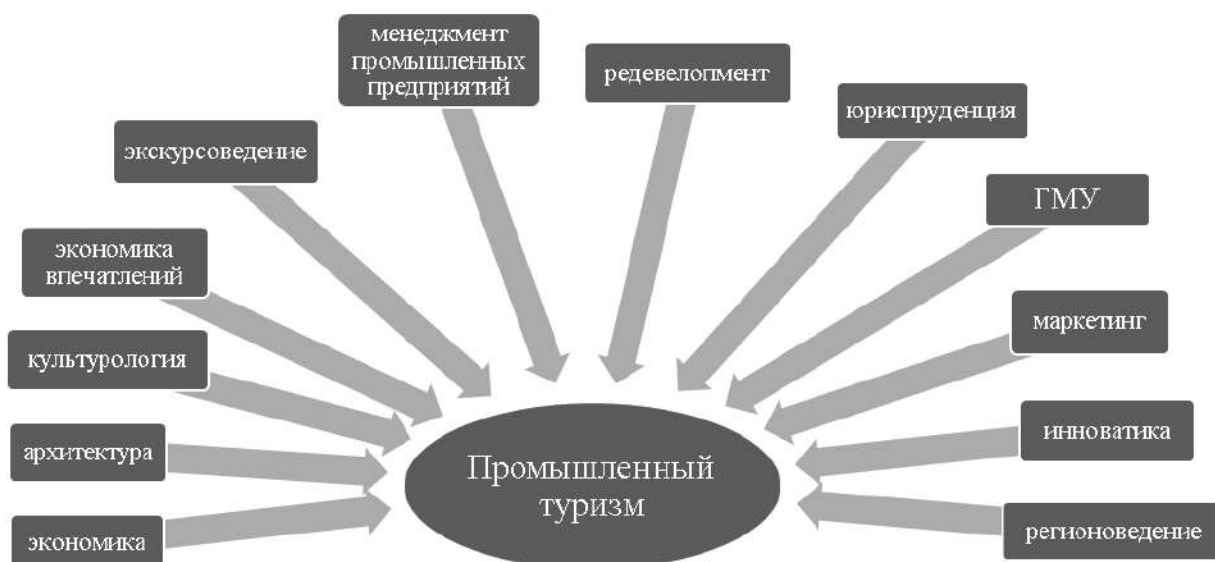 менеджмент
промышленных
предприятий
редевелопмент
юриспруденция
экскурсоведение
ГМУ
экономика
впечатлений
маркетинг
культурология
инноватика
архитектура
Промышленный
туризм
регионоведение
экономика